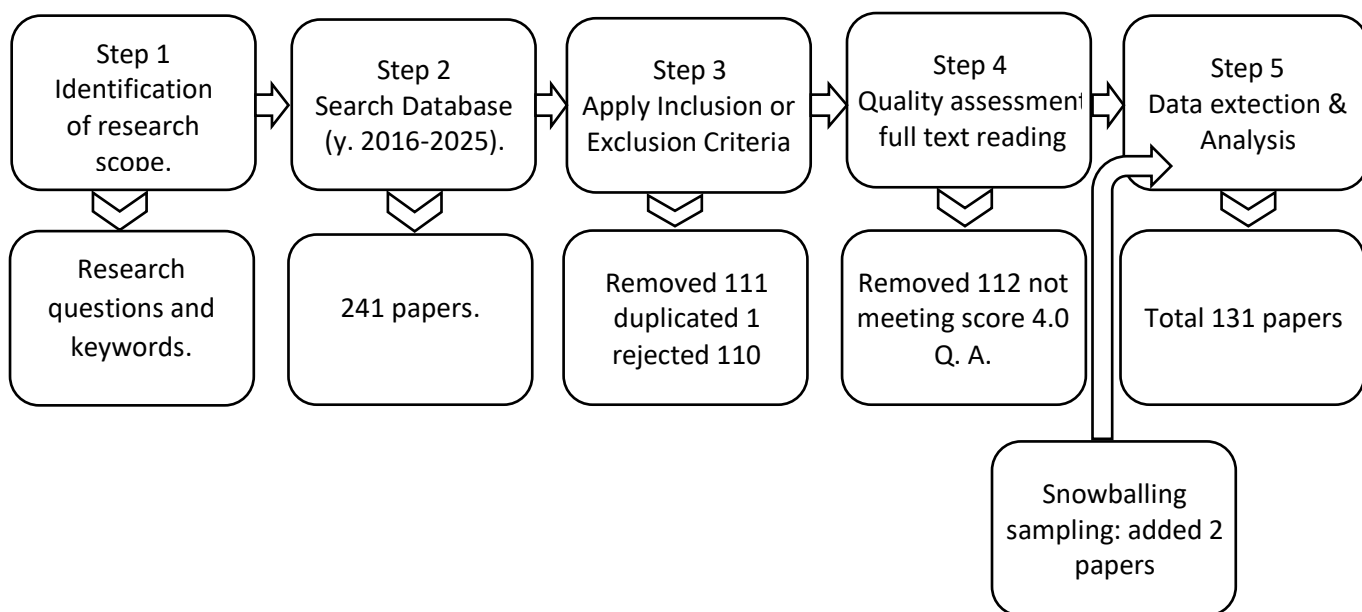 Step 1
Identification
of research
scope.
Step 2
Search Database
(y. 2016-2025).
Step 3
Apply Inclusion or
Exclusion Criteria
Step 4
Quality assessment
full text reading
Step 5
Data extection &
Analysis
Research
questions and
keywords.
241 papers.
Removed 111
duplicated 1
rejected 110
Removed 112 not
meeting score 4.0
Q. A.
Total 131 papers
Snowballing
sampling: added 2
papers